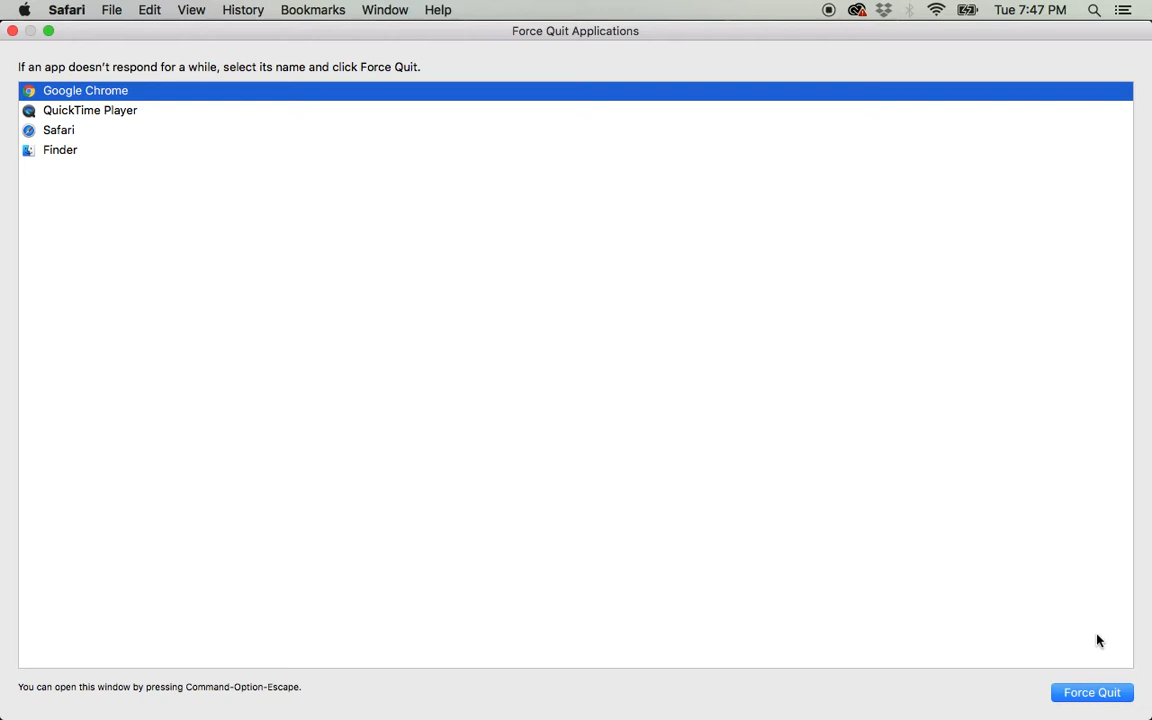 Safari File Edit View History Bookmarks Window Help Tue 7:47 PM
Force Quit Applications
If an app doesn’t respond for a while, select its name and click Force Quit.
Google Chrome
QuickTime Player
Safari
Finder
You can open this window by pressing Command-Option-Escape.
Force Quit